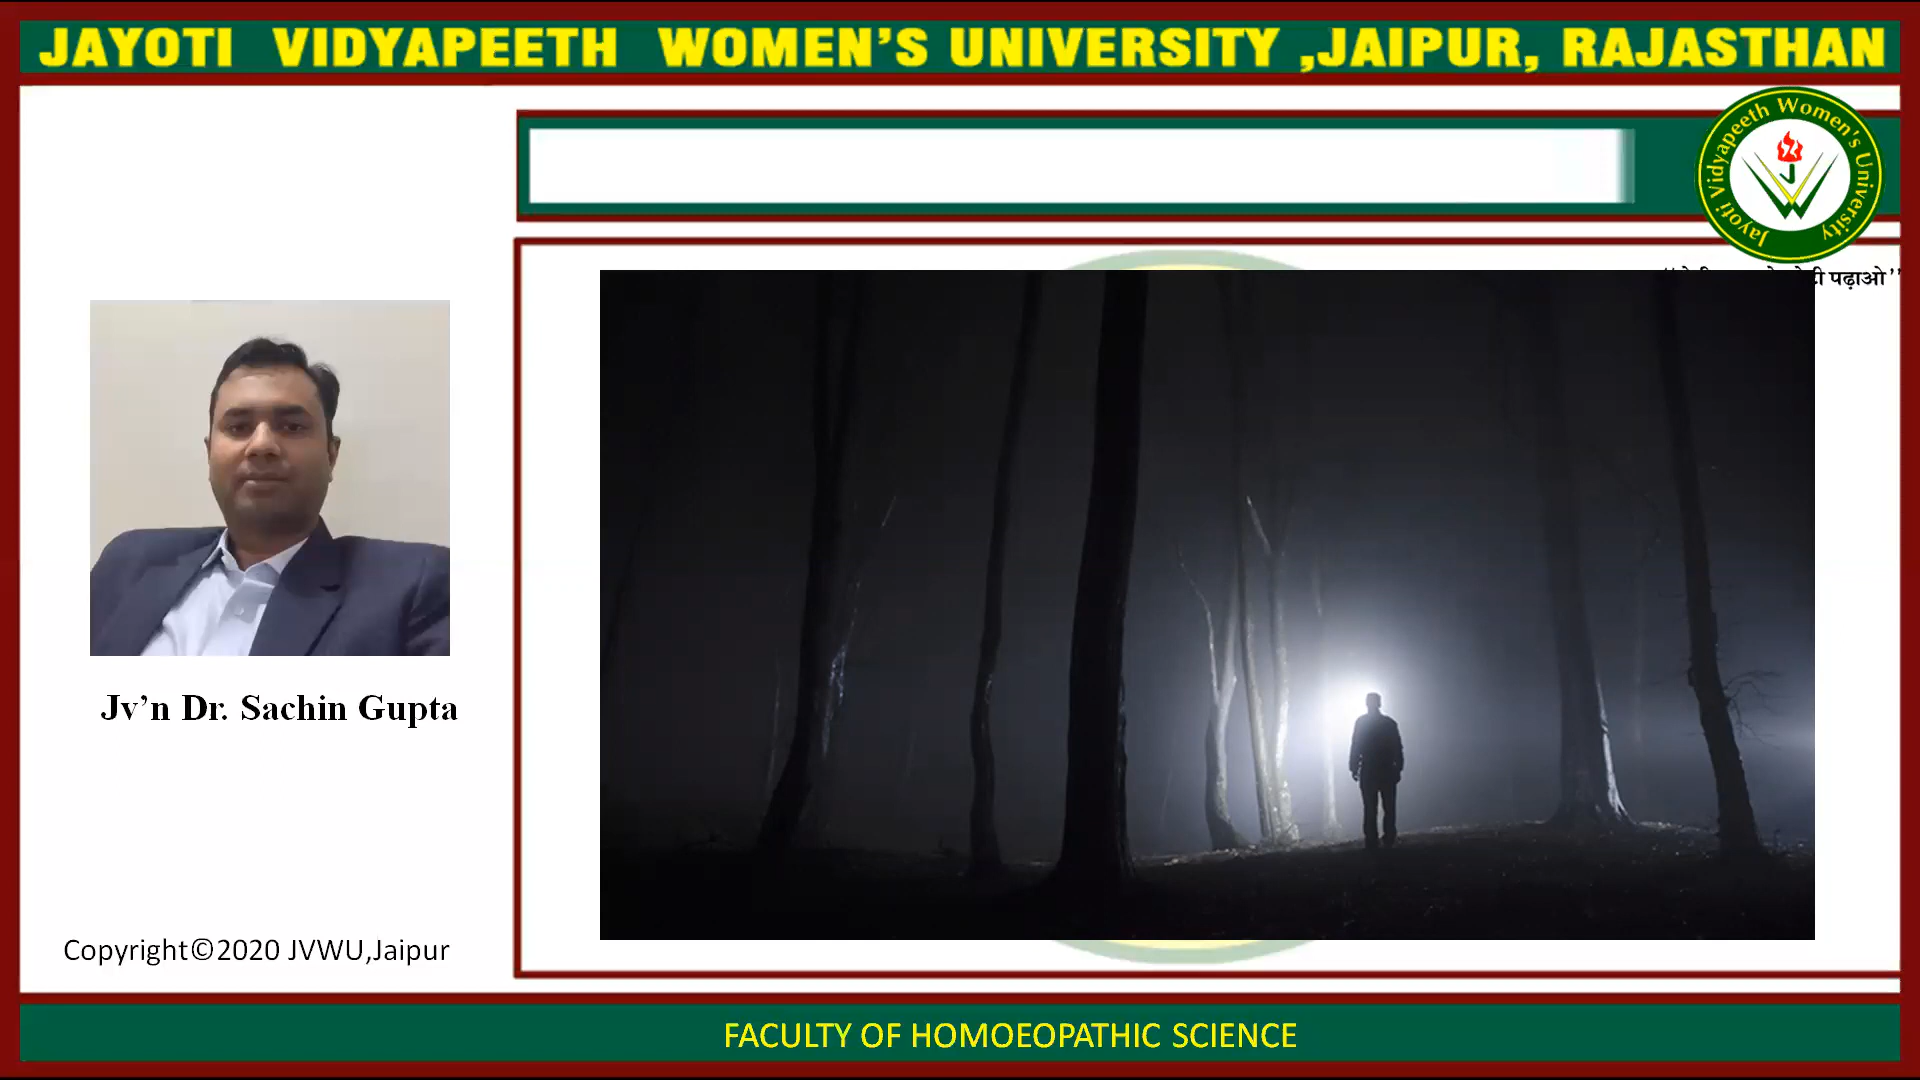 JAYOTI VIDYAPEETH WOMEN'S UNIVERSITY ,JAIPUR, RAJASTHAN
Jayoti Vidyapeeth Women's University
J
पढ़ाओ ’’
Jv’n Dr. Sachin Gupta
Copyright©2020 JVWU,Jaipur
FACULTY OF HOMOEOPATHIC SCIENCE